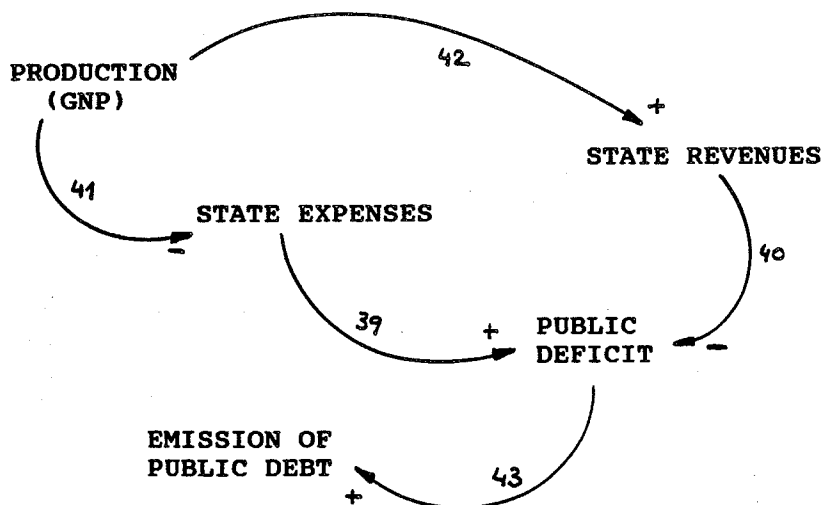 42
PRODUCTION
(GNP)
+
STATE REVENUES
41
STATE EXPENSES
-
40
39
+
PUBLIC
DEFICIT
-
EMISSION OF
PUBLIC DEBT
43
+